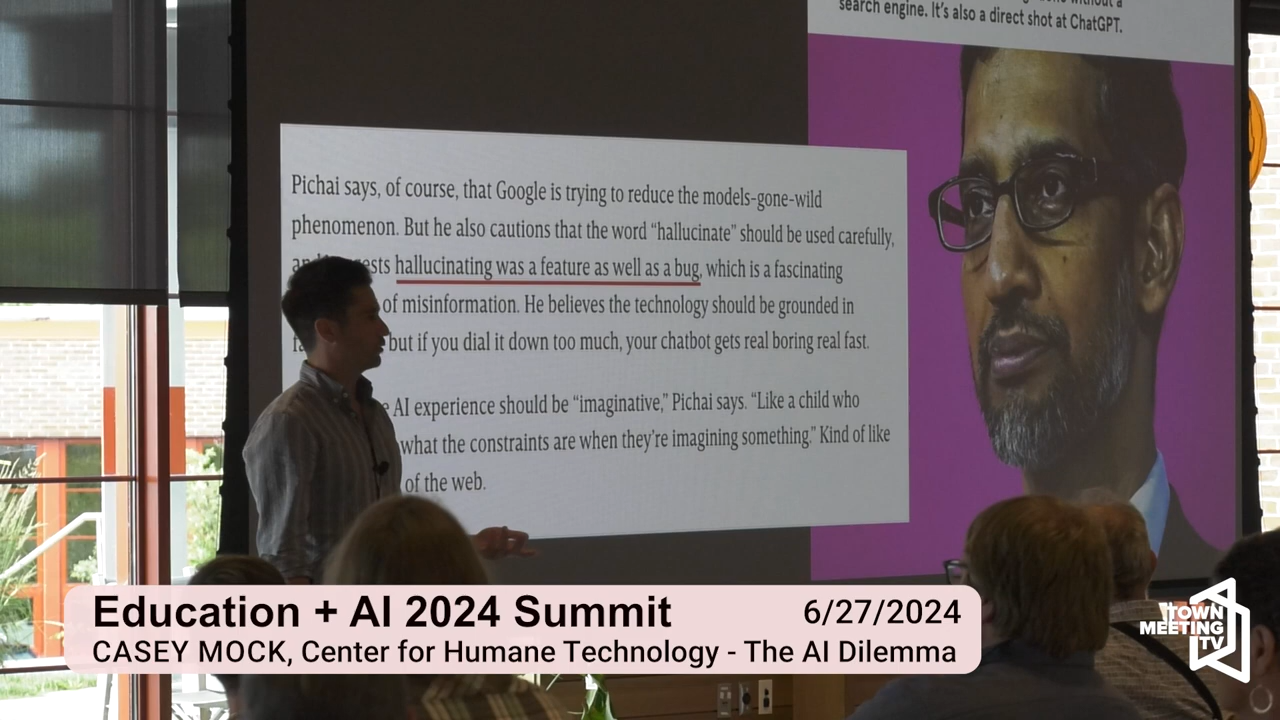 search engine. It's also a direct shot at ChatGPT.
Pichai says, of course, that Google is trying to reduce the models-gone-wild
phenomenon. But he also cautions that the word “hallucinate” should be used carefully,
hallucinating was a feature as well as a bug, which is a fascinating
of misinformation. He believes the technology should be grounded in
but if you dial it down too much, your chatbot gets real boring real fast.
AI experience should be “imaginative,” Pichai says. “Like a child who
what the constraints are when they're imagining something.” Kind of like
of the web.
Education + AI 2024 Summit 6/27/2024
CASEY MOCK, Center for Humane Technology - The AI Dilemma
TOWN
MEETING
TV